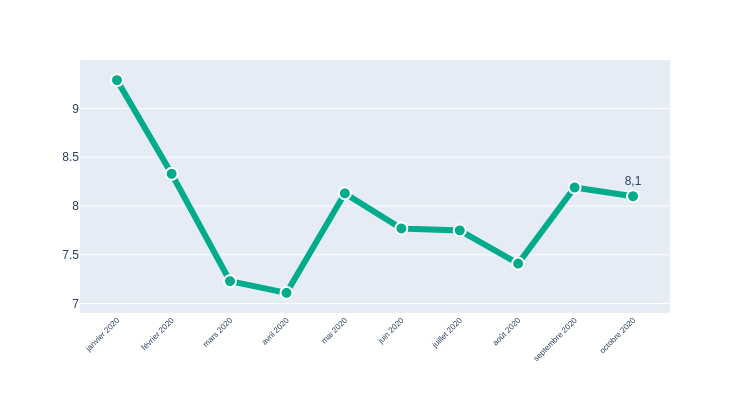 9
8.5
8
7.5
7
8,1
janvier 2020
février 2020
mars 2020
avril 2020
mai 2020
juin 2020
juillet 2020
août 2020
septembre 2020
octobre 2020